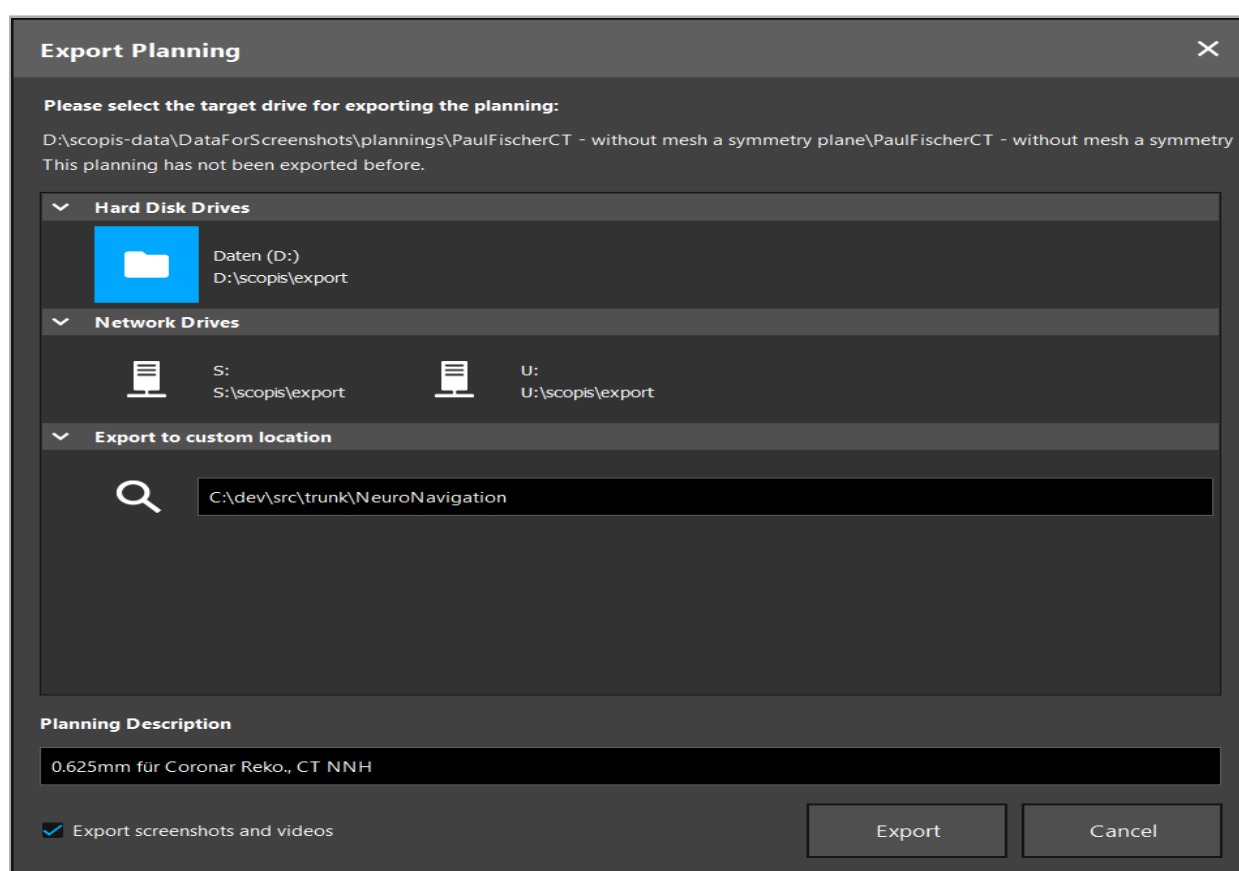 Export Planning
Please select the target drive for exporting the planning:
D:\scopis-data\DataForScreenshots\plannings\PaulFischerCT - without mesh a symmetry plane\PaulFischerCT - without mesh a symmetry
This planning has not been exported before.
Hard Disk Drives
Daten (D:)
D:\scopis\export
Network Drives
S:
S:\scopis\export
U:
U:\scopis\export
Export to custom location
C:\dev\src\trunk\NeuroNavigation
Planning Description
0.625mm für Coronar Reko., CT NNH
Export screenshots and videos
Export
Cancel